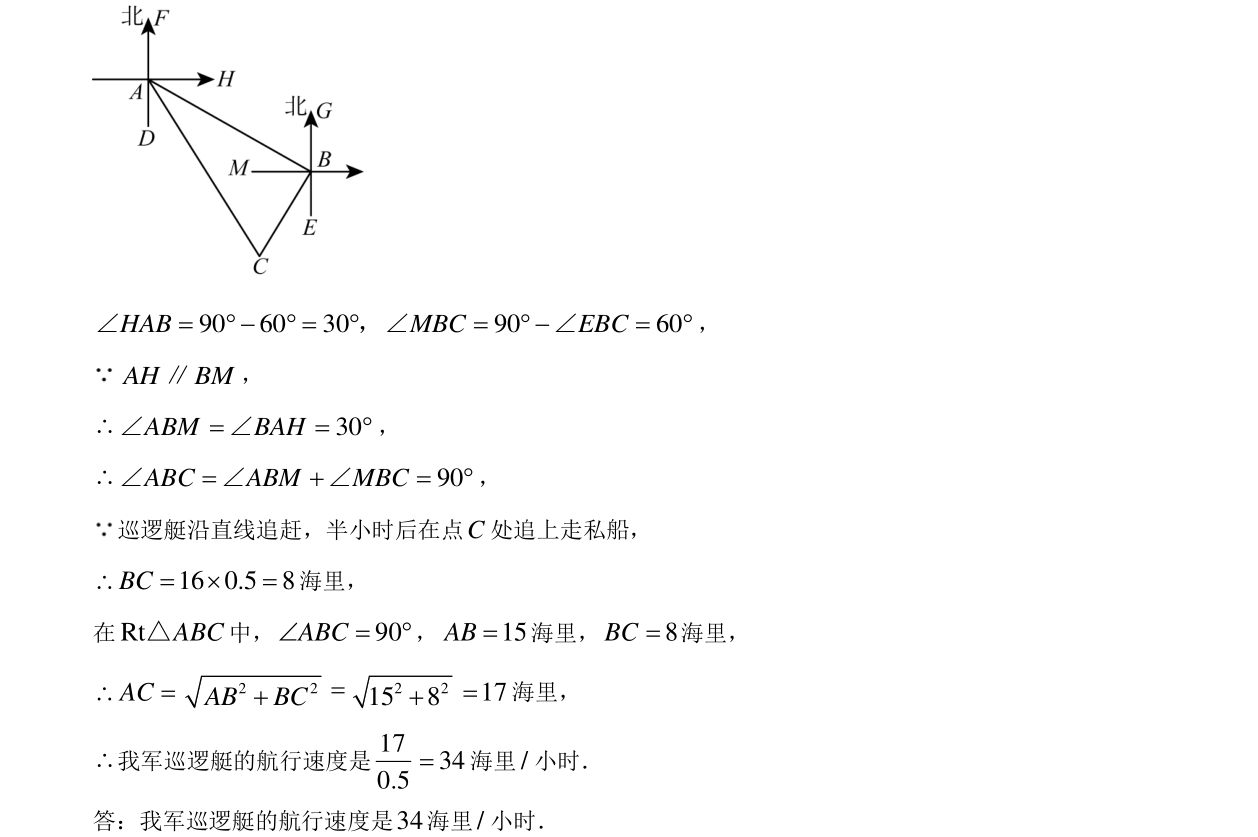 北 F
H
A
D
北 G
B
M
E
C
∠HAB = 90° − 60° = 30°, ∠MBC = 90° − ∠EBC = 60°,
∵ AH // BM,
∴ ∠ABM = ∠BAH = 30°,
∴ ∠ABC = ∠ABM + ∠MBC = 90°,
∵巡逻艇沿直线追赶,半小时后在点C处追上走私船,
∴ BC = 16×0.5 = 8海里,
在Rt△ABC中,∠ABC = 90°,AB = 15海里,BC = 8海里,
∴ AC = √(AB² + BC²) = √(15² + 8²) = 17海里,
∴我军巡逻艇的航行速度是17/0.5 = 34海里/小时.
答:我军巡逻艇的航行速度是34海里/小时.